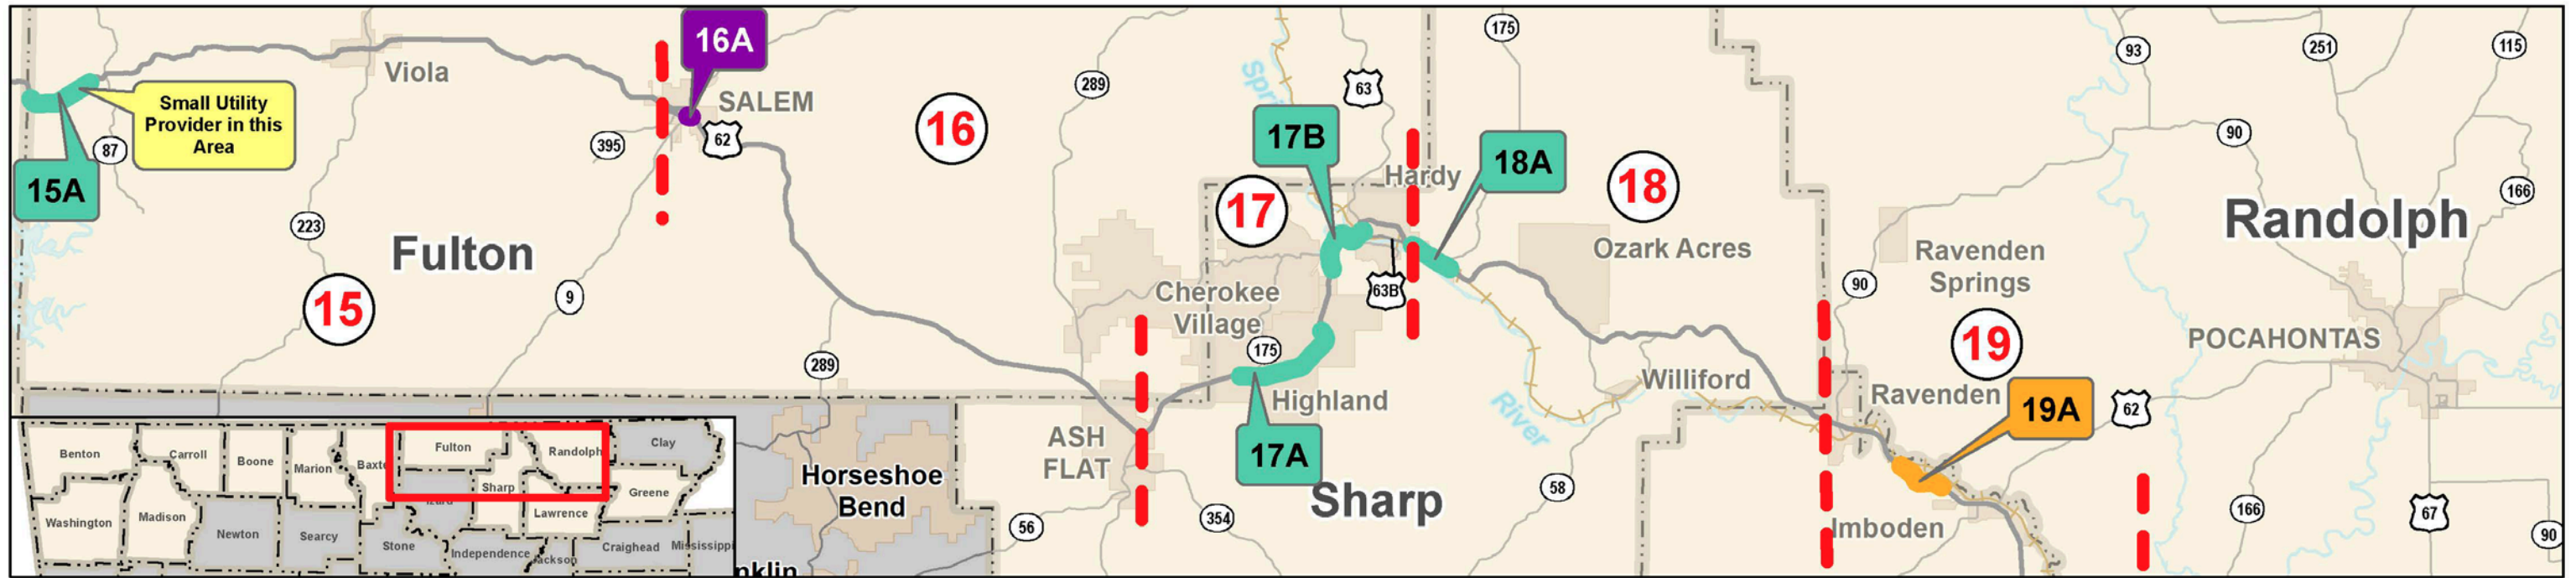 16A
175
93
251
115
Viola
Small Utility
Provider in this
Area
SALEM
289
63
62
395
87
16
17B
18A
Hardy
90
15A
17
18
166
223
Fulton
Ozark Acres
Ravenden
Springs
Randolph
15
9
Cherokee
Village
63B
90
19
POCAHONTAS
289
175
Highland
River
Williford
Ravenden
19A
62
ASH
FLAT
17A
Sharp
Horseshoe
Bend
56
354
58
Imboden
166
67
90
Benton
Carroll
Boone
Marion
Fulton
Randolph
Clay
Sharp
Greene
Washington
Madison
Newton
Searcy
Stone
Independence
Lawrence
Craighead